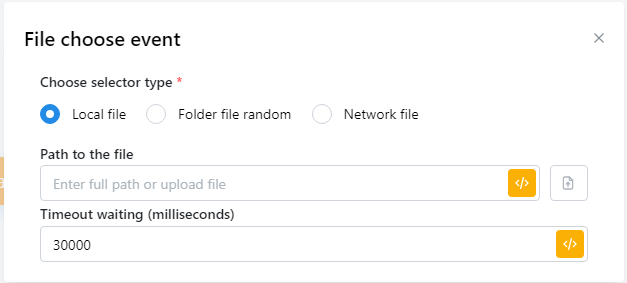 File choose event
Choose selector type *
Local file Folder file random Network file
Path to the file
Enter full path or upload file </>
Timeout waiting (milliseconds)
30000 </>